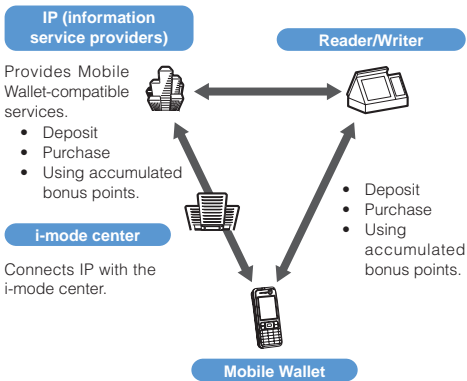 IP (information
service providers)
Reader/Writer
Provides Mobile
Wallet-compatible
services.
• Deposit
• Purchase
• Using accumulated
bonus points.
i-mode center
Connects IP with the
i-mode center.
• Deposit
• Purchase
• Using
accumulated
bonus points.
Mobile Wallet